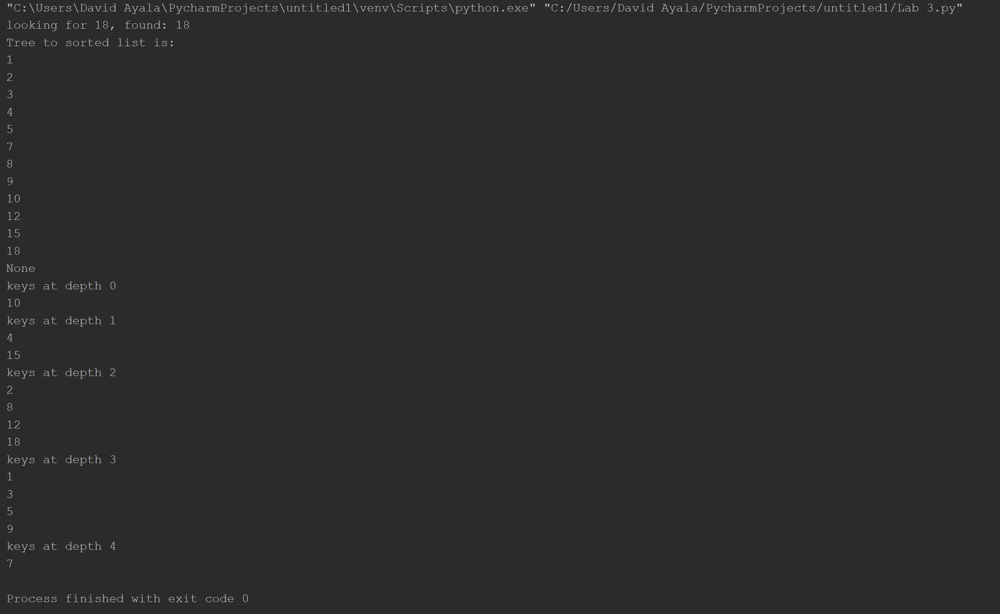 "C:\Users\David Ayala\PycharmProjects\untitled1\venv\Scripts\python.exe" "C:/Users/David Ayala/PycharmProjects/untitled1/Lab 3.py"
looking for 18, found: 18
Tree to sorted list is:
1
2
3
4
5
7
8
9
10
12
15
18
None
keys at depth 0
10
keys at depth 1
4
15
keys at depth 2
2
8
12
18
keys at depth 3
1
3
5
9
keys at depth 4
7
Process finished with exit code 0